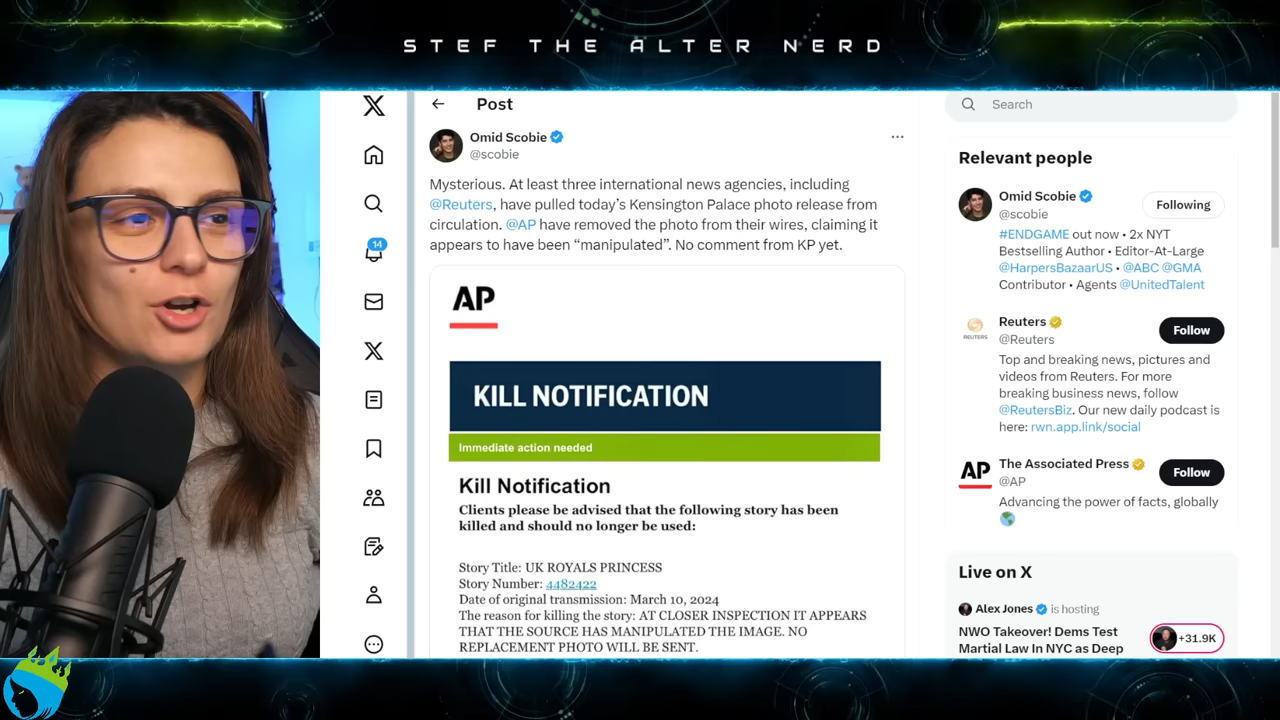 STEF THE ALTER NERD
Post
Search
Omid Scobie
@scobie
Mysterious. At least three international news agencies, including
@Reuters, have pulled today’s Kensington Palace photo release from
circulation. @AP have removed the photo from their wires, claiming it
appears to have been “manipulated”. No comment from KP yet.
AP
KILL NOTIFICATION
Immediate action needed
Kill Notification
Clients please be advised that the following story has been
killed and should no longer be used:
Story Title: UK ROYALS PRINCESS
Story Number: 4482422
Date of original transmission: March 10, 2024
The reason for killing the story: AT CLOSER INSPECTION IT APPEARS
THAT THE SOURCE HAS MANIPULATED THE IMAGE. NO
REPLACEMENT PHOTO WILL BE SENT.
14
Relevant people
Omid Scobie
@scobie
Following
#ENDGAME out now • 2x NYT
Bestselling Author • Editor-At-Large
@HarpersBazaarUS • @ABC @GMA
Contributor • Agents @UnitedTalent
REUTERS
Reuters
@Reuters
Follow
Top and breaking news, pictures and
videos from Reuters. For more
breaking business news, follow
@ReutersBiz. Our new daily podcast is
here: rwn.app.link/social
AP
The Associated Press
@AP
Follow
Advancing the power of facts, globally
Live on X
Alex Jones is hosting
NWO Takeover! Dems Test
Martial Law In NYC as Deep
+31.9K